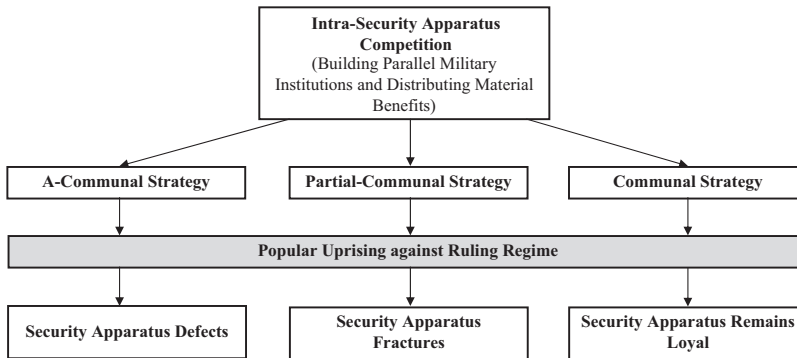 Intra-Security Apparatus
Competition
(Building Parallel Military
Institutions and Distributing Material
Benefits)
A-Communal Strategy
Partial-Communal Strategy
Communal Strategy
Popular Uprising against Ruling Regime
Security Apparatus Defects
Security Apparatus
Fractures
Security Apparatus Remains
Loyal